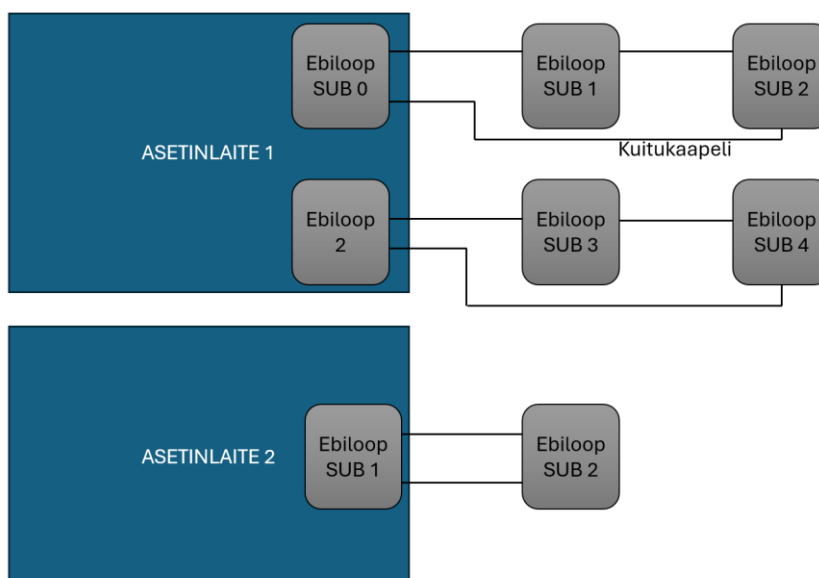 Ebiloop
SUB 0
Ebiloop
SUB 1
Ebiloop
SUB 2
ASETINLAITE 1
Kuitukaapeli
Ebiloop
2
Ebiloop
SUB 3
Ebiloop
SUB 4
ASETINLAITE 2
Ebiloop
SUB 1
Ebiloop
SUB 2